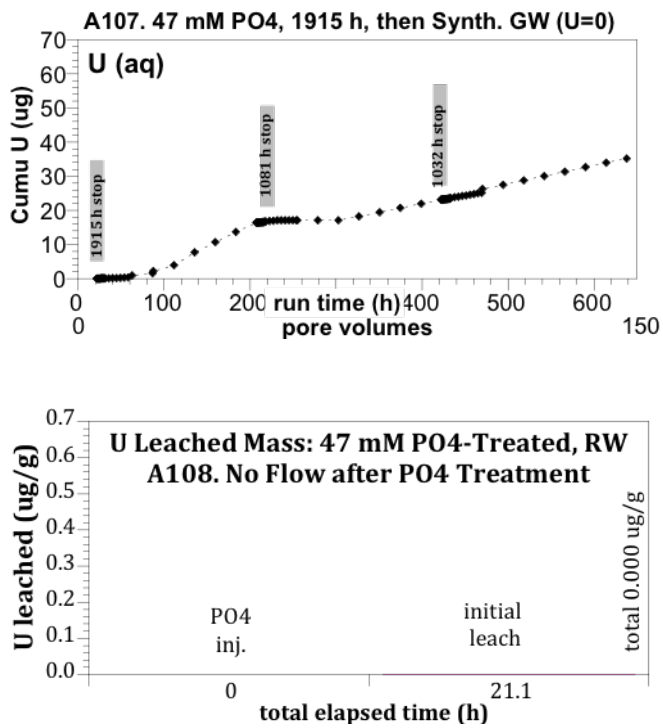 A107. 47 mM PO4, 1915 h, then Synth. GW (U=0)
U (aq)
Cumu U (ug)
70
60
50
40
30
20
10
0
1915 h stop
1081 h stop
1032 h stop
0 100 200 run time (h) 400 500 600
0 pore volumes 150
U Leached Mass: 47 mM PO4-Treated, RW
A108. No Flow after PO4 Treatment
U leached (ug/g)
0.7
0.6
0.5
0.4
0.3
0.2
0.1
0.0
PO4
inj.
initial
leach
total 0.000 ug/g
0 21.1
total elapsed time (h)